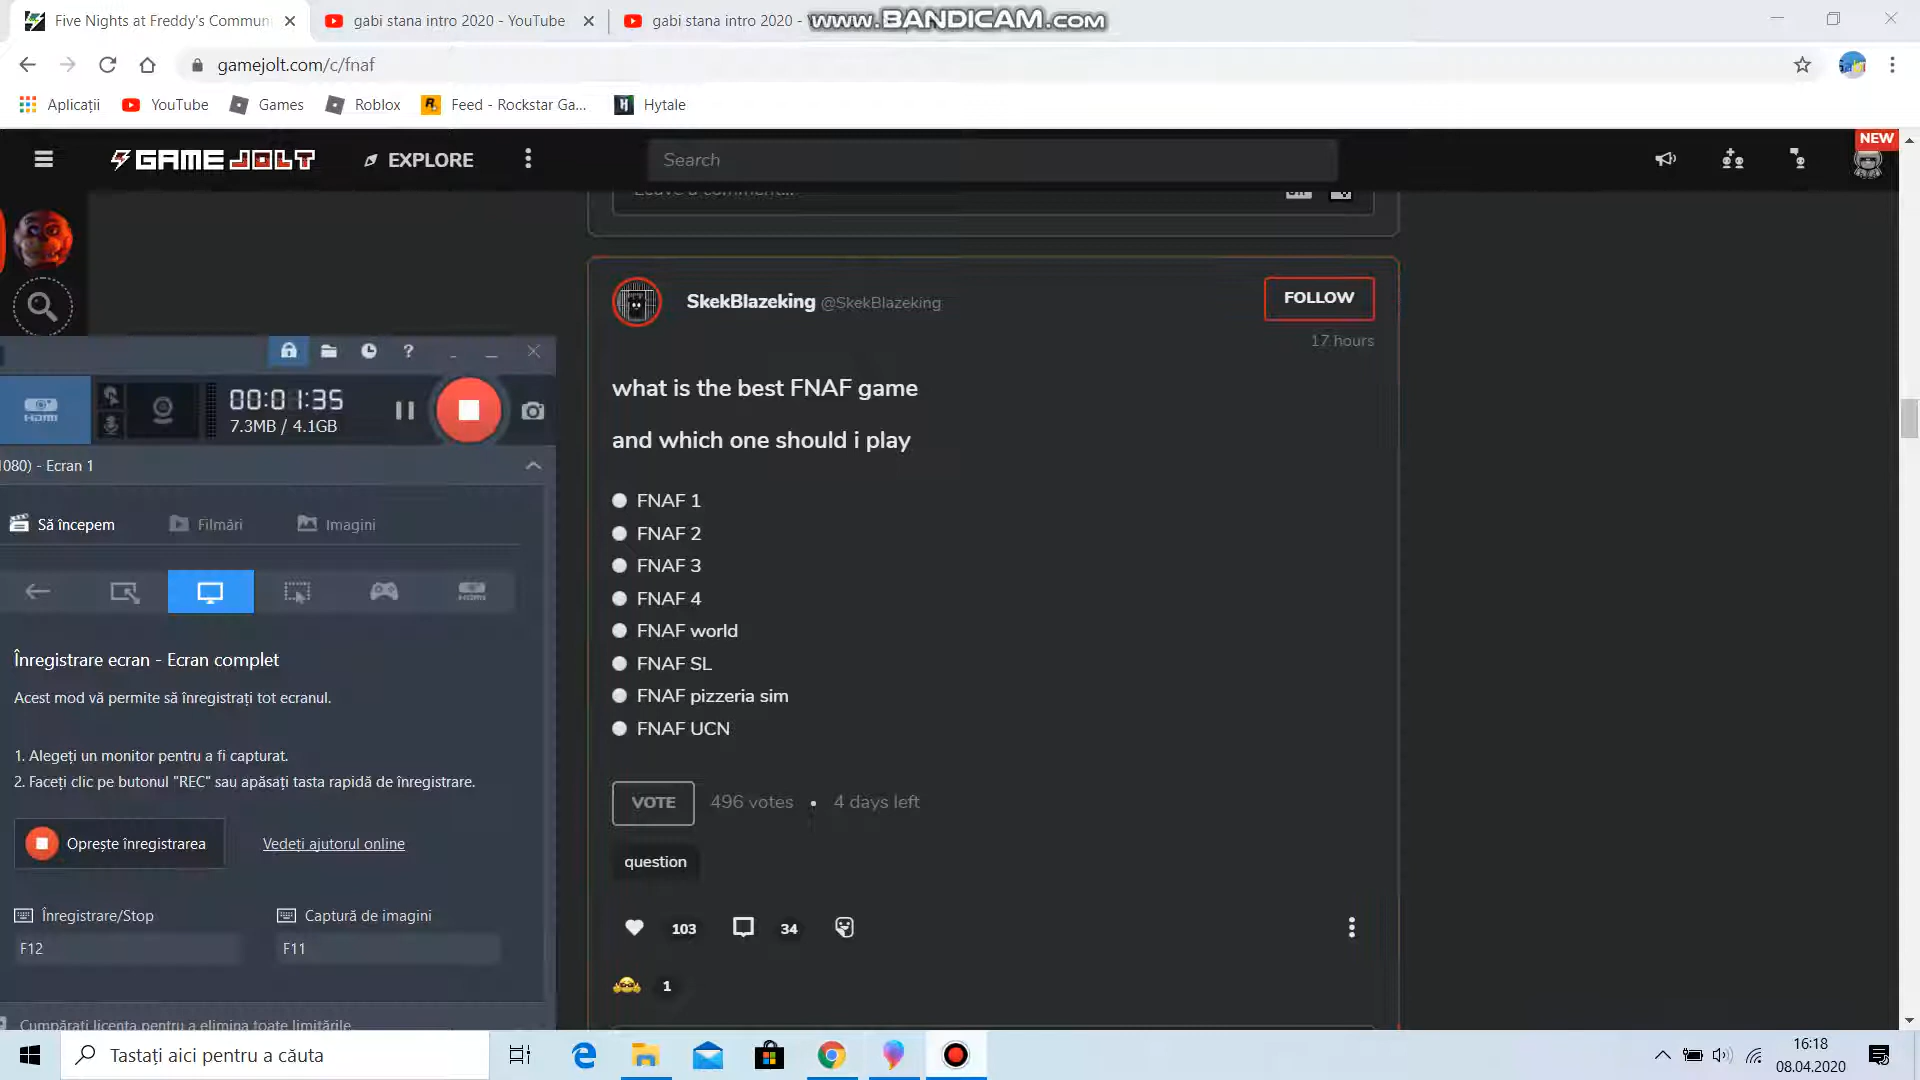 Five Nights at Freddy's Commun
gabi stana intro 2020 - YouTube
gabi stana intro 2020 -
www.BANDICAM.com
gamejolt.com/c/fnaf
Aplicații
YouTube
Games
Roblox
Feed - Rockstar Ga...
Hytale
GAME JOLT
EXPLORE
Search
NEW
Leave a comment...
SkekBlazeking @SkekBlazeking
FOLLOW
17 hours
what is the best FNAF game
and which one should i play
FNAF 1
FNAF 2
FNAF 3
FNAF 4
FNAF world
FNAF SL
FNAF pizzeria sim
FNAF UCN
VOTE
496 votes • 4 days left
question
103
34
1
HDMI
00:01:35
7.3MB / 4.1GB
1080) - Ecran 1
Să începem
Filmări
Imagini
HDMI
Înregistrare ecran - Ecran complet
Acest mod vă permite să înregistrați tot ecranul.
1. Alegeți un monitor pentru a fi capturat.
2. Faceți clic pe butonul "REC" sau apăsați tasta rapidă de înregistrare.
Oprește înregistrarea
Vedeți ajutorul online
Înregistrare/Stop
Captură de imagini
F12
F11
Cumpărați licența pentru a elimina toate limitările
Tastați aici pentru a căuta
16:18
08.04.2020